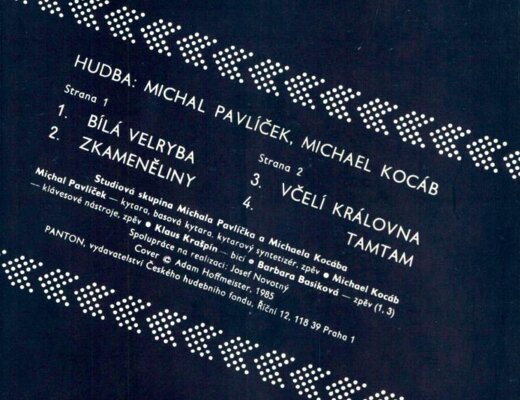 HUDBA: MICHAL PAVLÍČEK, MICHAEL KOCÁB
Strana 1
1. BÍLÁ VELRYBA
2. ZKAMENĚLINY
Strana 2
3. VČELÍ KRÁLOVNA
4. TAMTAM
Studiová skupina Michala Pavlíčka a Michaela Kocába
Michal Pavlíček — kytara, basová kytara, kytarový syntetizér, zpěv ● Michael Kocáb
— klávesové nástroje, zpěv ● Klaus Krašpín — bicí ● Barbara Basiková — zpěv (1, 3)
Spolupráce na realizaci: Josef Novotný
Cover © Adam Hoffmeister, 1985
PANTON, vydavatelství Českého hudebního fondu, Říční 12, 118 39 Praha 1